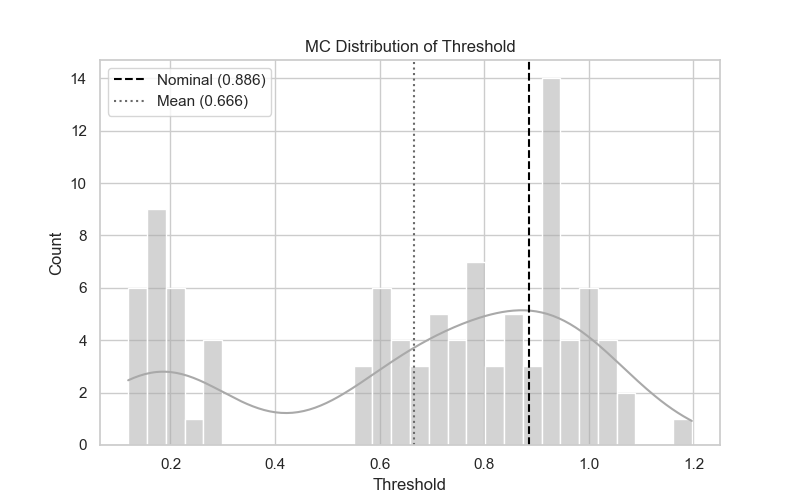 MC Distribution of Threshold
Nominal (0.886)
Mean (0.666)
14
12
10
8
6
4
2
0
Count
0.2 0.4 0.6 0.8 1.0 1.2
Threshold